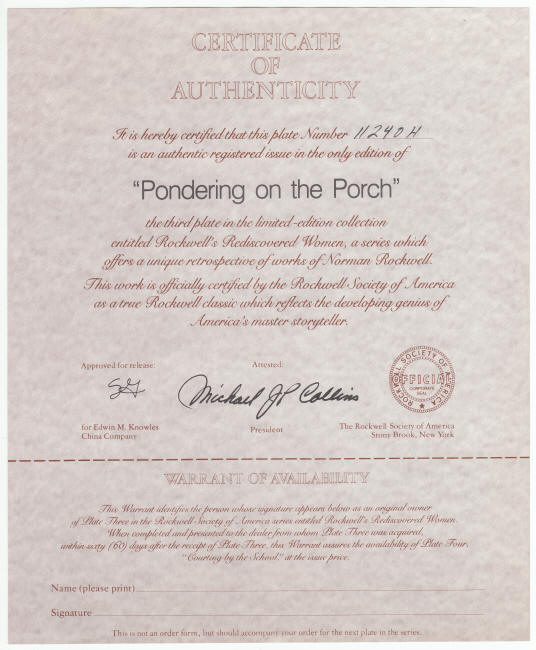 CERTIFICATE
OF
AUTHENTICITY
It is hereby certified that this plate Number 11240H
is an authentic registered issue in the only edition of
"Pondering on the Porch"
the third plate in the limited-edition collection
entitled Rockwell's Rediscovered Women, a series which
offers a unique retrospective of works of Norman Rockwell.
This work is officially certified by the Rockwell Society of America
as a true Rockwell classic which reflects the developing genius of
America's master storyteller.
Approved for release:
Attested:
Michael J P Collins
ROCKWELL SOCIETY OF AMERICA
OFFICIAL
CORPORATE
SEAL
for Edwin M. Knowles
China Company
President
The Rockwell Society of America
Stony Brook, New York
WARRANT OF AVAILABILITY
This Warrant identifies the person whose signature appears below as an original owner
of Plate Three in the Rockwell Society of America series entitled Rockwell's Rediscovered Women.
When completed and presented to the dealer from whom Plate Three was acquired,
within sixty (60) days after the receipt of Plate Three, this Warrant assures the availability of Plate Four,
"Courting by the School," at the issue price.
Name (please print)
Signature
This is not an order form, but should accompany your order for the next plate in the series.